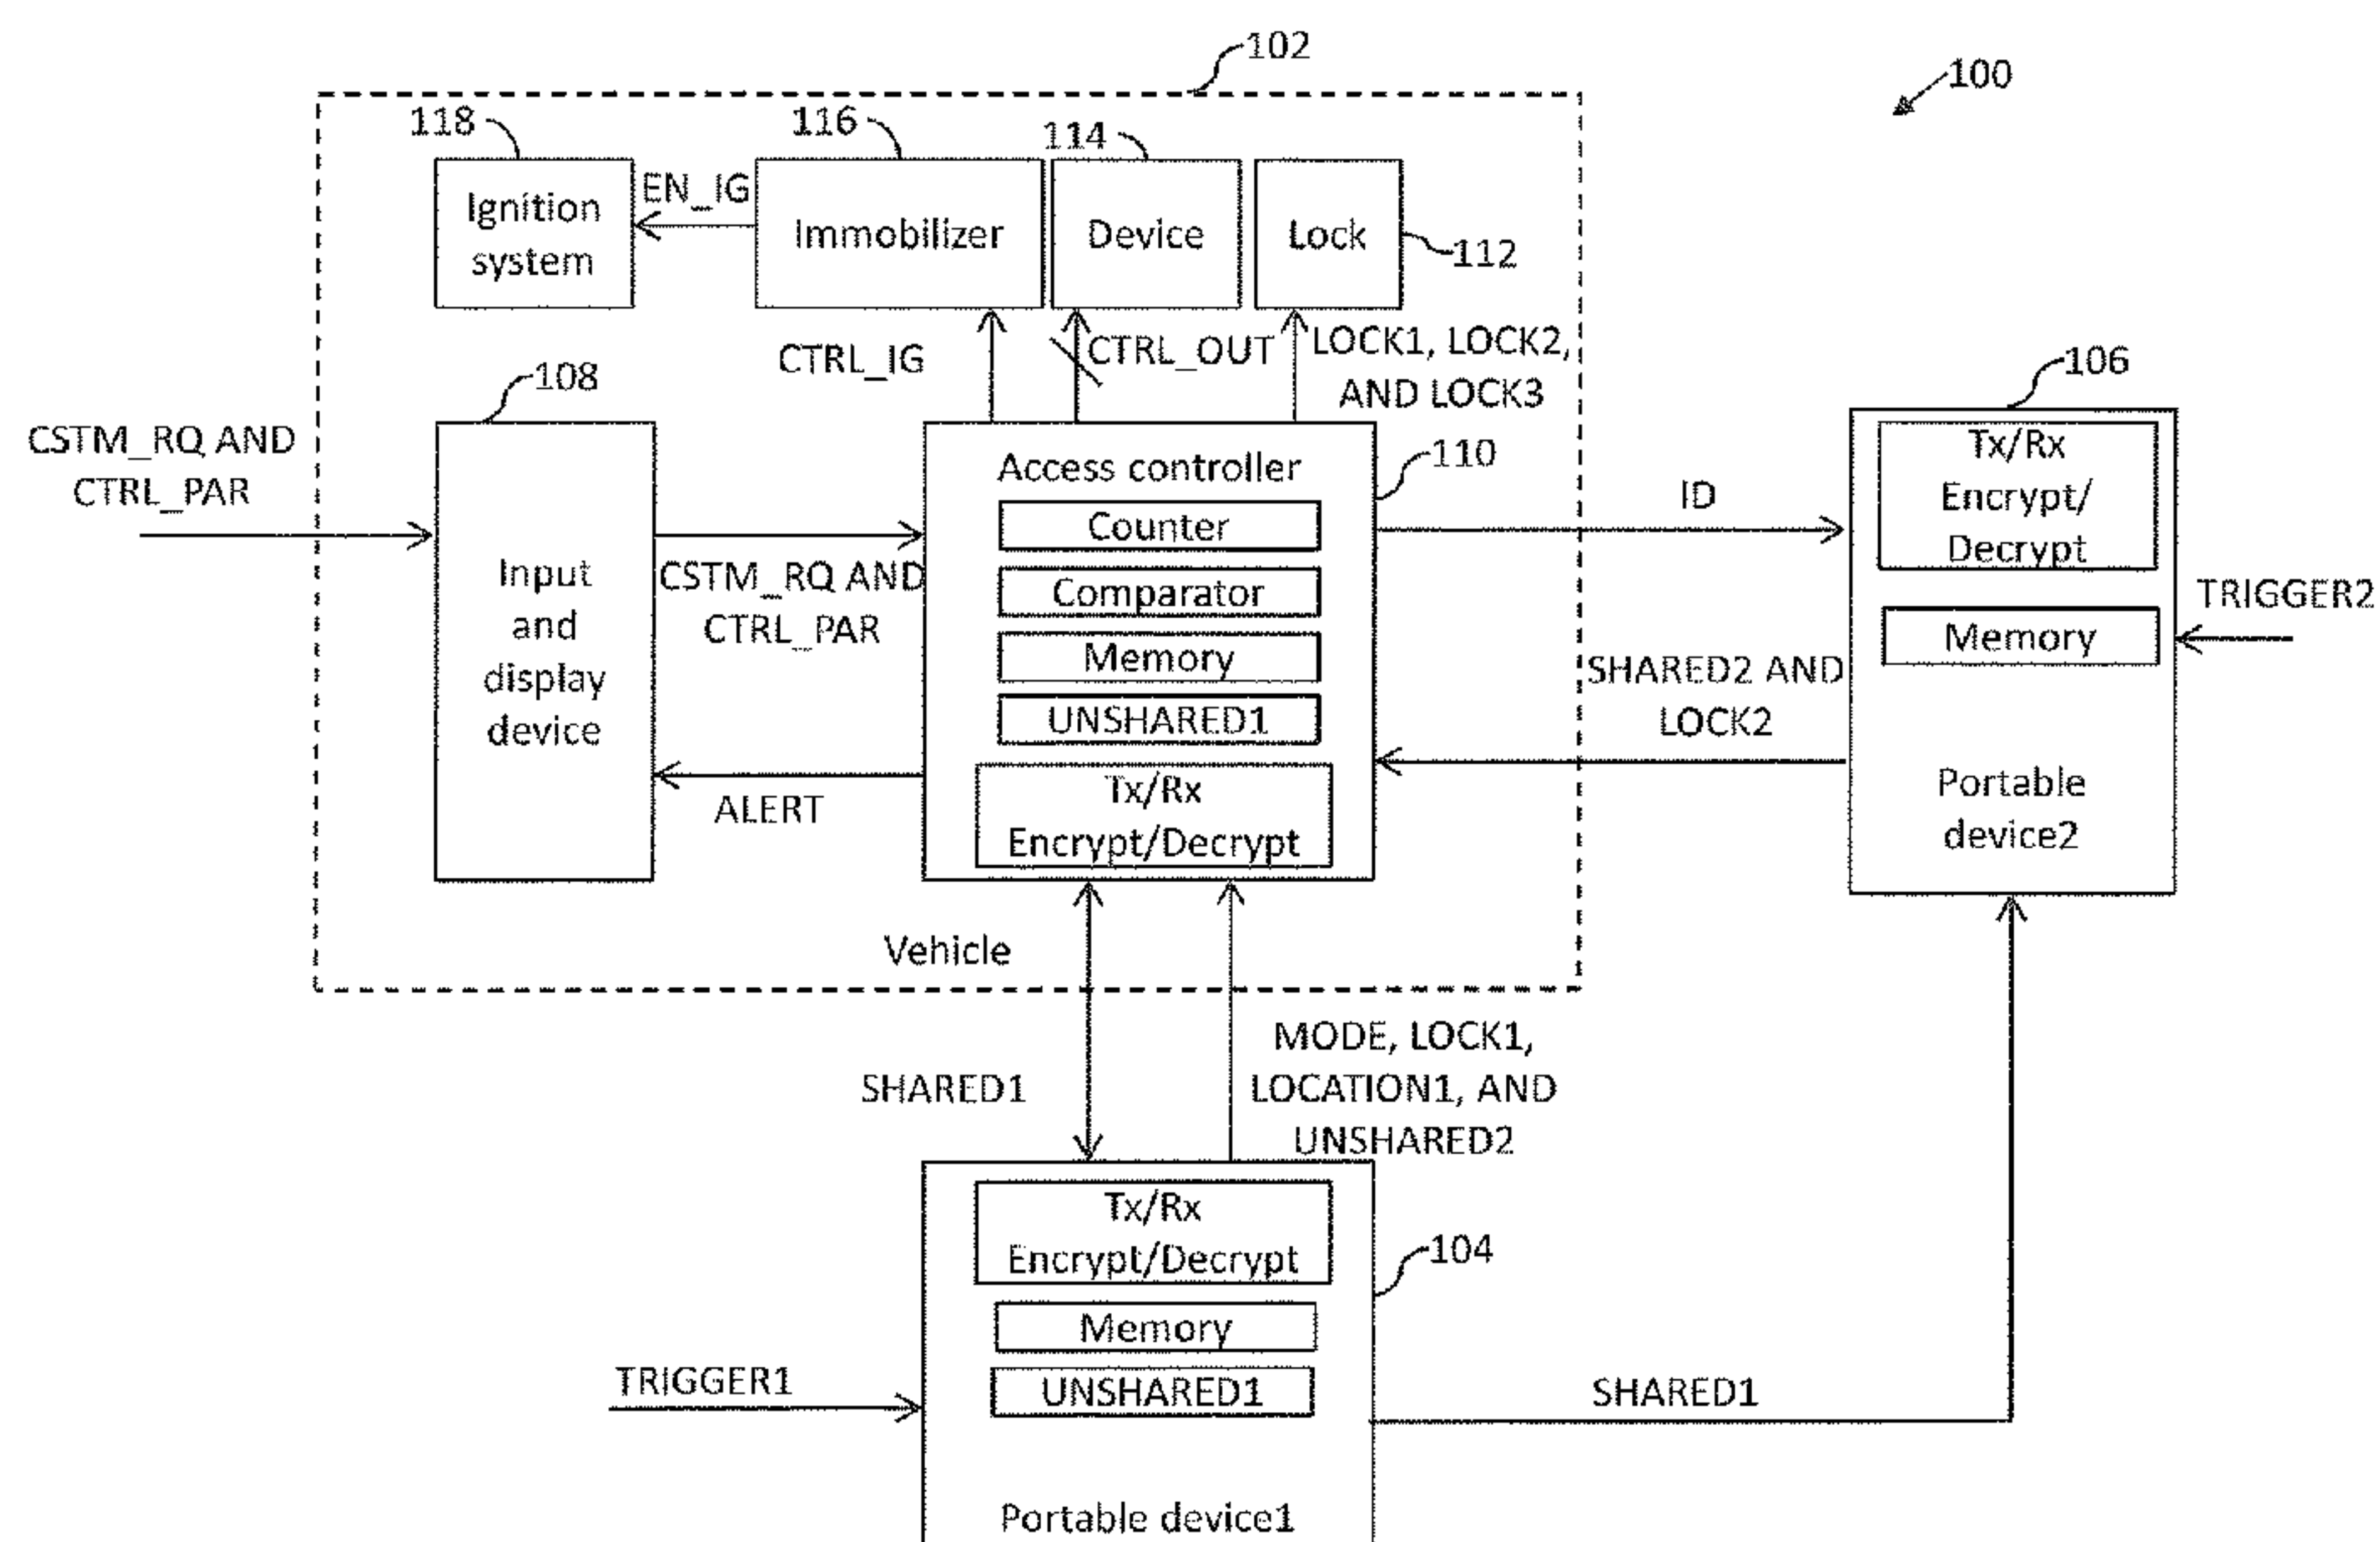 102
100
118
116
114
Ignition
system
EN_IG
Immobilizer
Device
Lock
112
CTRL_IG
CTRL_OUT
LOCK1, LOCK2,
AND LOCK3
108
106
CSTM_RQ AND
CTRL_PAR
Input
and
display
device
CSTM_RQ AND
CTRL_PAR
ALERT
Access controller
110
Counter
Comparator
Memory
UNSHARED1
Tx/Rx
Encrypt/Decrypt
ID
Tx/Rx
Encrypt/
Decrypt
Memory
TRIGGER2
SHARED2 AND
LOCK2
Portable
device2
Vehicle
SHARED1
MODE, LOCK1,
LOCATION1, AND
UNSHARED2
Tx/Rx
Encrypt/Decrypt
104
Memory
UNSHARED1
TRIGGER1
SHARED1
Portable device1